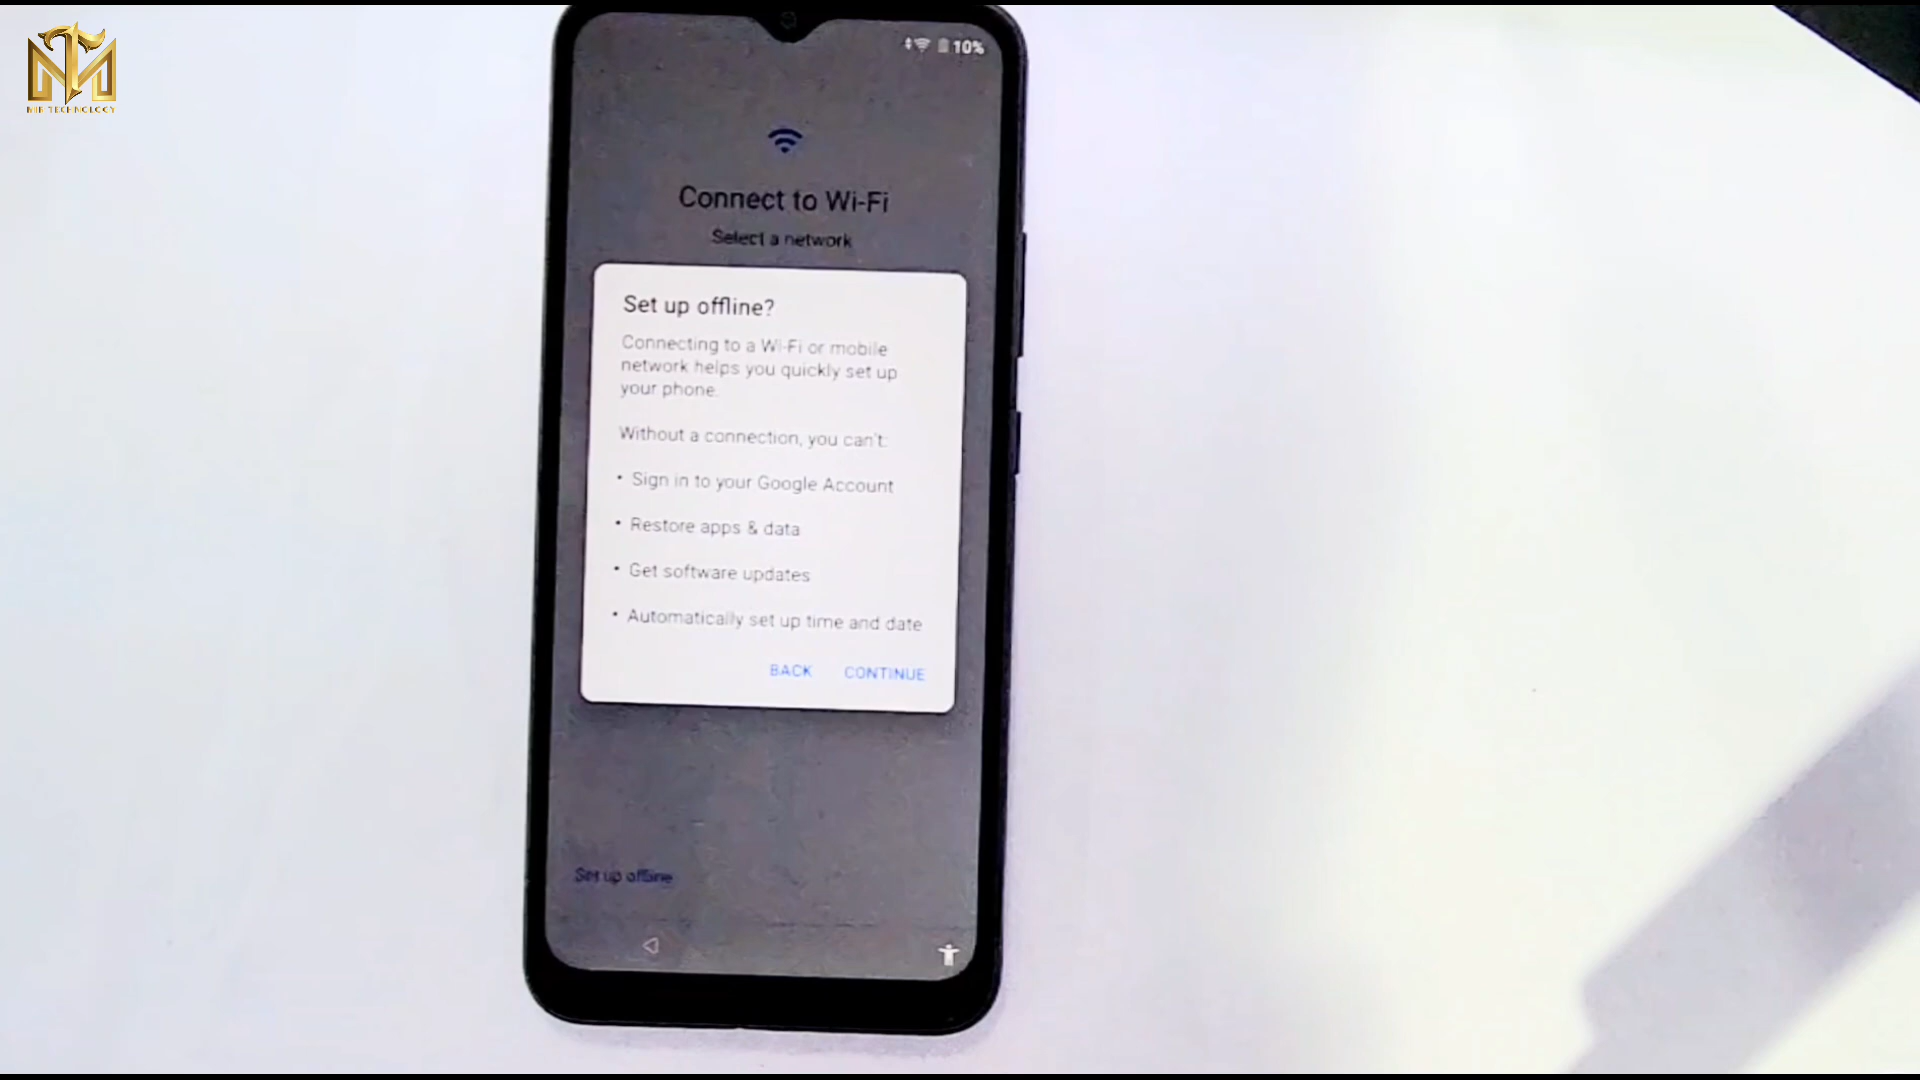 10%
Connect to Wi-Fi
Select a network
Set up offline?
Connecting to a Wi-Fi or mobile
network helps you quickly set up
your phone.
Without a connection, you can't:
• Sign in to your Google Account
• Restore apps & data
• Get software updates
• Automatically set up time and date
BACK CONTINUE
Set up offline